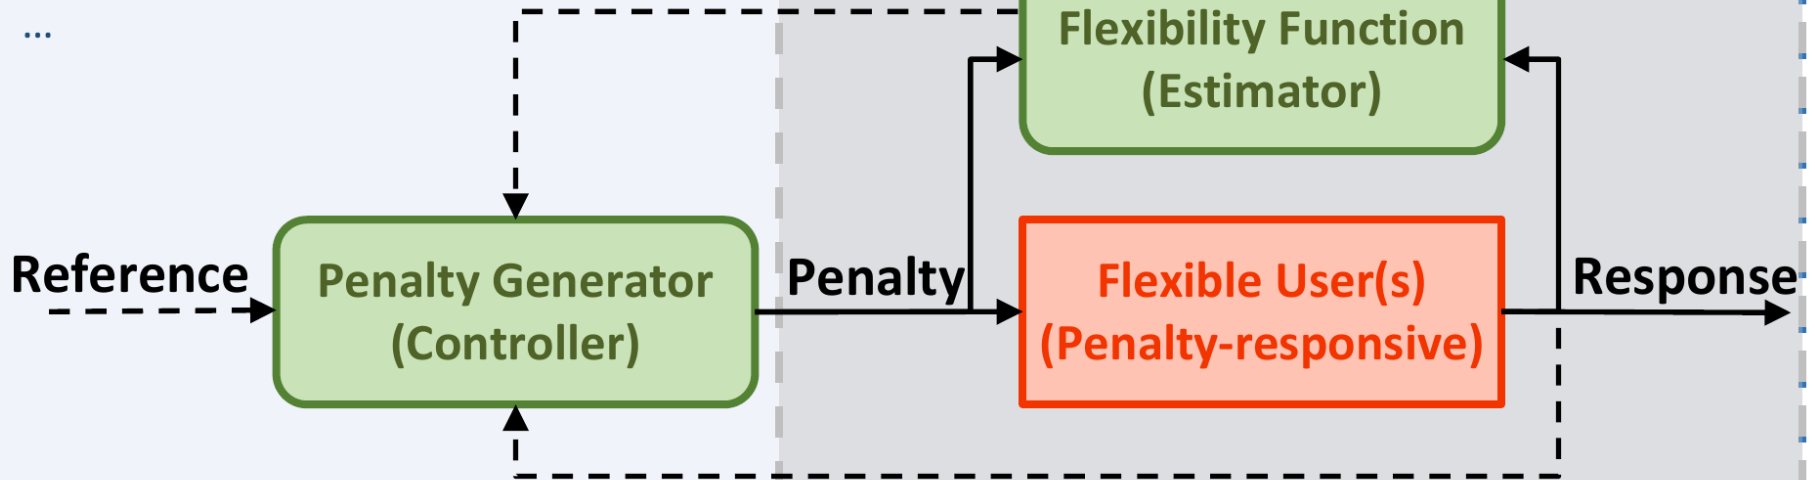 ...
Flexibility Function
(Estimator)
Reference
Penalty Generator
(Controller)
Penalty
Flexible User(s)
(Penalty-responsive)
Response